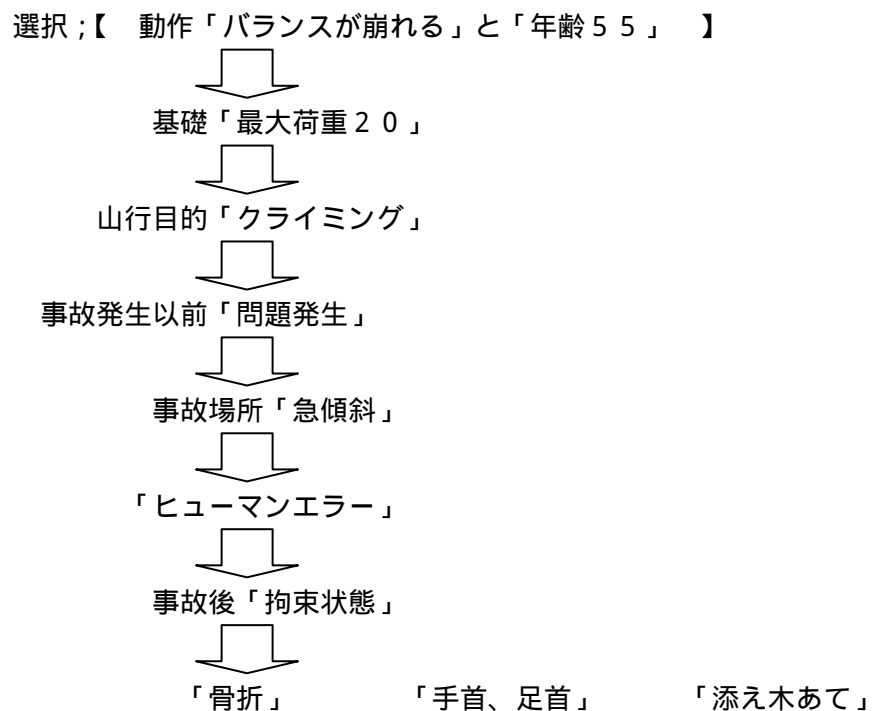 選択；【　動作「バランスが崩れる」と「年齢５５」　】
基礎「最大荷重２０」
山行目的「クライミング」
事故発生以前「問題発生」
事故場所「急傾斜」
「ヒューマンエラー」
事故後「拘束状態」
「骨折」　「手首、足首」　「添え木あて」